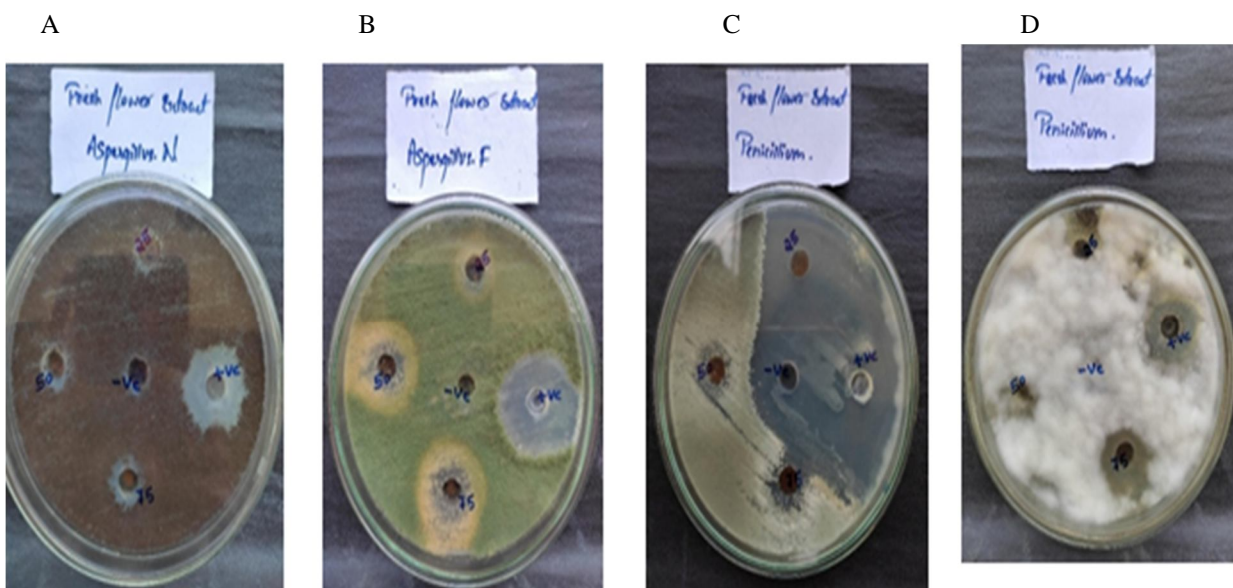 A
B
C
D
Fresh flower Extract
Aspergillus. N
Fresh flower Extract
Aspergillus. F
Fresh flower Extract
Penicillium.
Fresh flower Extract
Penicillium.
25
50
-ve
+ve
75
25
50
-ve
+ve
75
25
50
-ve
+ve
75
25
50
-ve
+ve
75